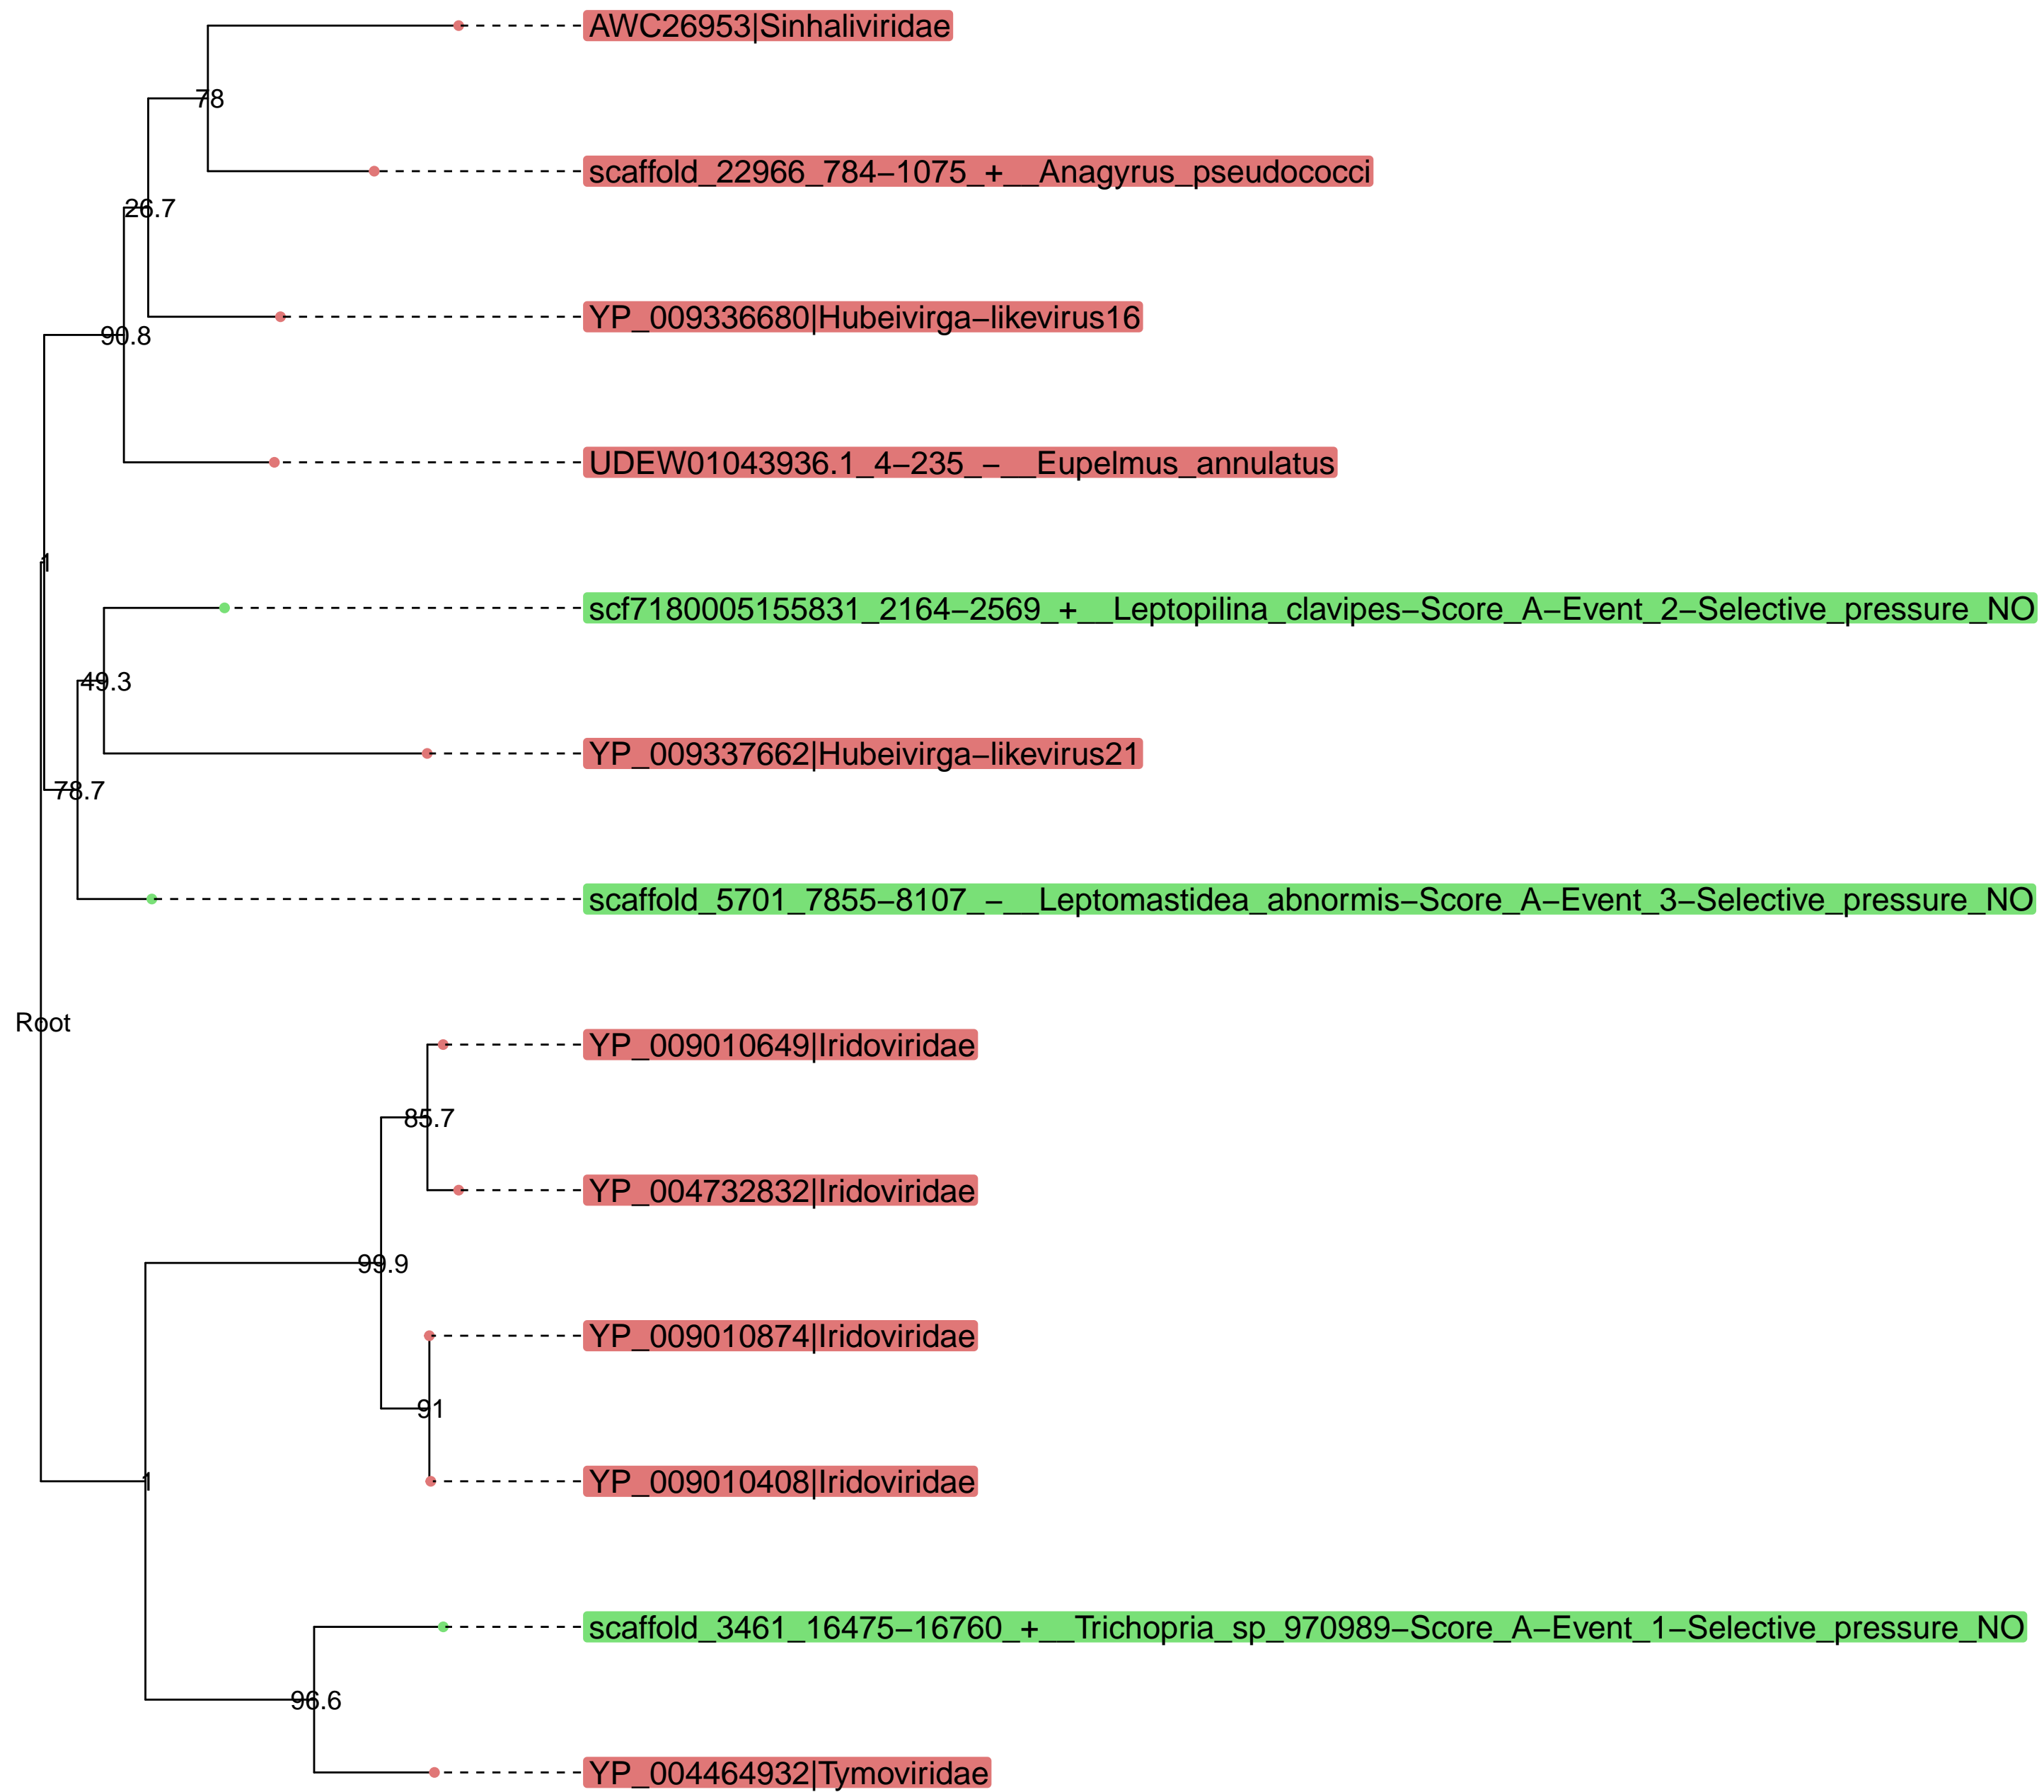 AWC26953|Sinhaliviridae
78
scaffold_22966_784−1075_+__Anagyrus_pseudococci
26.7
YP_009336680|Hubeivirga−likevirus16
90.8
UDEW01043936.1_4−235_−__Eupelmus_annulatus
1
scf7180005155831_2164−2569_+__Leptopilina_clavipes−Score_A−Event_2−Selective_pressure_NO
49.3
YP_009337662|Hubeivirga−likevirus21
78.7
scaffold_5701_7855−8107_−__Leptomastidea_abnormis−Score_A−Event_3−Selective_pressure_NO
Root
YP_009010649|Iridoviridae
85.7
YP_004732832|Iridoviridae
99.9
YP_009010874|Iridoviridae
91
YP_009010408|Iridoviridae
1
scaffold_3461_16475−16760_+__Trichopria_sp_970989−Score_A−Event_1−Selective_pressure_NO
96.6
YP_004464932|Tymoviridae